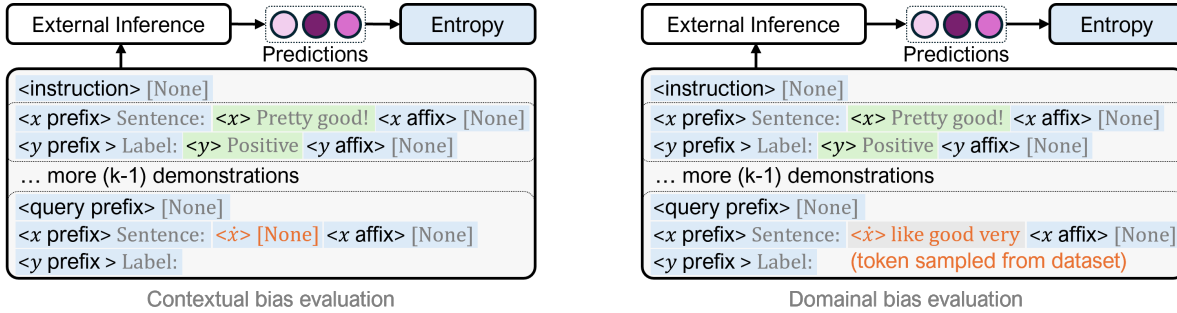 External Inference
Predictions
Entropy
<instruction> [None]
<x prefix> Sentence: <x> Pretty good! <x affix> [None]
<y prefix > Label: <y> Positive <y affix> [None]
… more (k-1) demonstrations
<query prefix> [None]
<x prefix> Sentence: <ẋ> [None] <x affix> [None]
<y prefix > Label:
Contextual bias evaluation
External Inference
Predictions
Entropy
<instruction> [None]
<x prefix> Sentence: <x> Pretty good! <x affix> [None]
<y prefix > Label: <y> Positive <y affix> [None]
… more (k-1) demonstrations
<query prefix> [None]
<x prefix> Sentence: <ẋ> like good very <x affix> [None]
<y prefix > Label: (token sampled from dataset)
Domainal bias evaluation